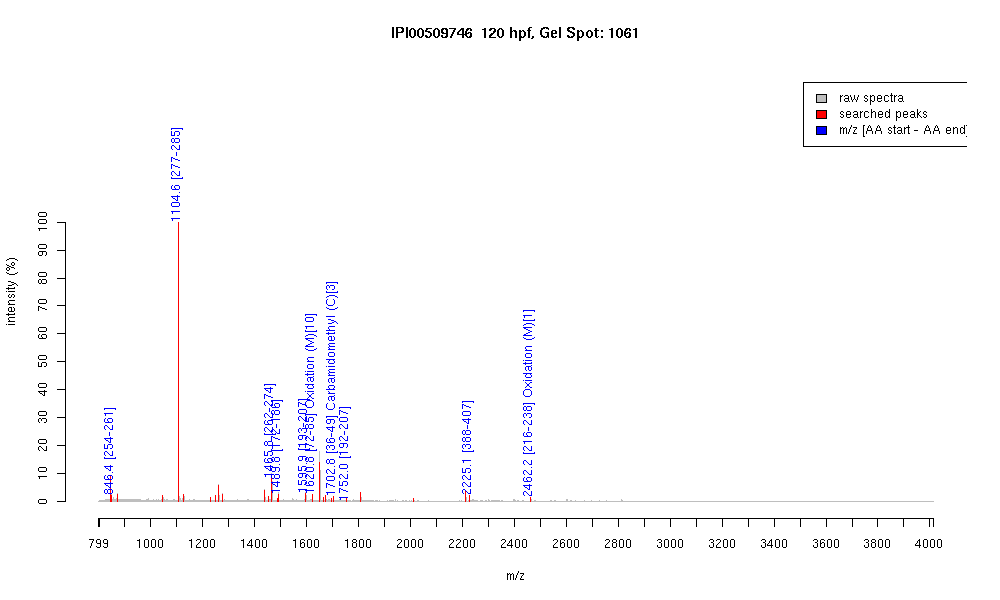 IPI00509746 120 hpf, Gel Spot: 1061
raw spectra
searched peaks
m/z [AA start - AA end]
intensity (%)
100
90
80
70
60
50
40
30
20
10
0
846.4 [254-261]
1104.6 [277-285]
1465.8 [262-274]
1489.8 [172-186]
1595.9 [193-207]
1620.8 [72-85] Oxidation (M)[10]
1702.8 [36-49] Carbamidomethyl (C)[3]
1752.0 [192-207]
2225.1 [388-407]
2462.2 [216-238] Oxidation (M)[1]
799 1000 1200 1400 1600 1800 2000 2200 2400 2600 2800 3000 3200 3400 3600 3800 4000
m/z